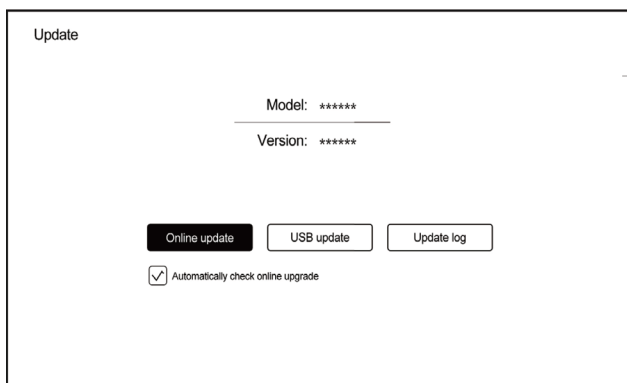 Update
Model: ******
Version: ******
Online update USB update Update log
Automatically check online upgrade